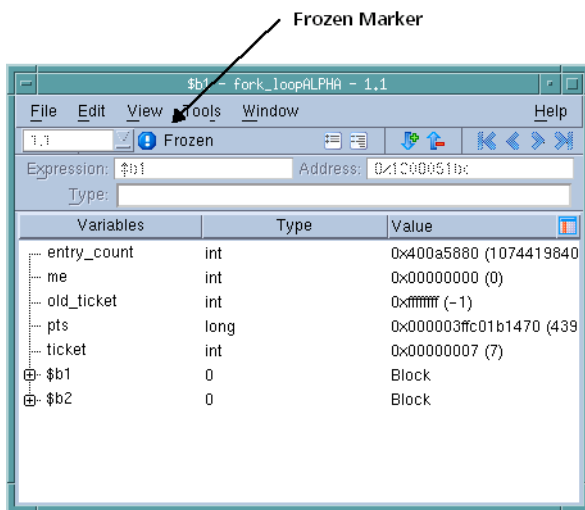 Frozen Marker
$b1 - fork_loopALPHA - 1.1
File Edit View Tools Window Help
1.1 Frozen
Expression: $b1 Address: 0x1200051bc
Type:
Variables Type Value
entry_count int 0x400a5880 (1074419840
me int 0x00000000 (0)
old_ticket int 0xffffffff (-1)
pts long 0x000003ffc01b1470 (439
ticket int 0x00000007 (7)
$b1 0 Block
$b2 0 Block